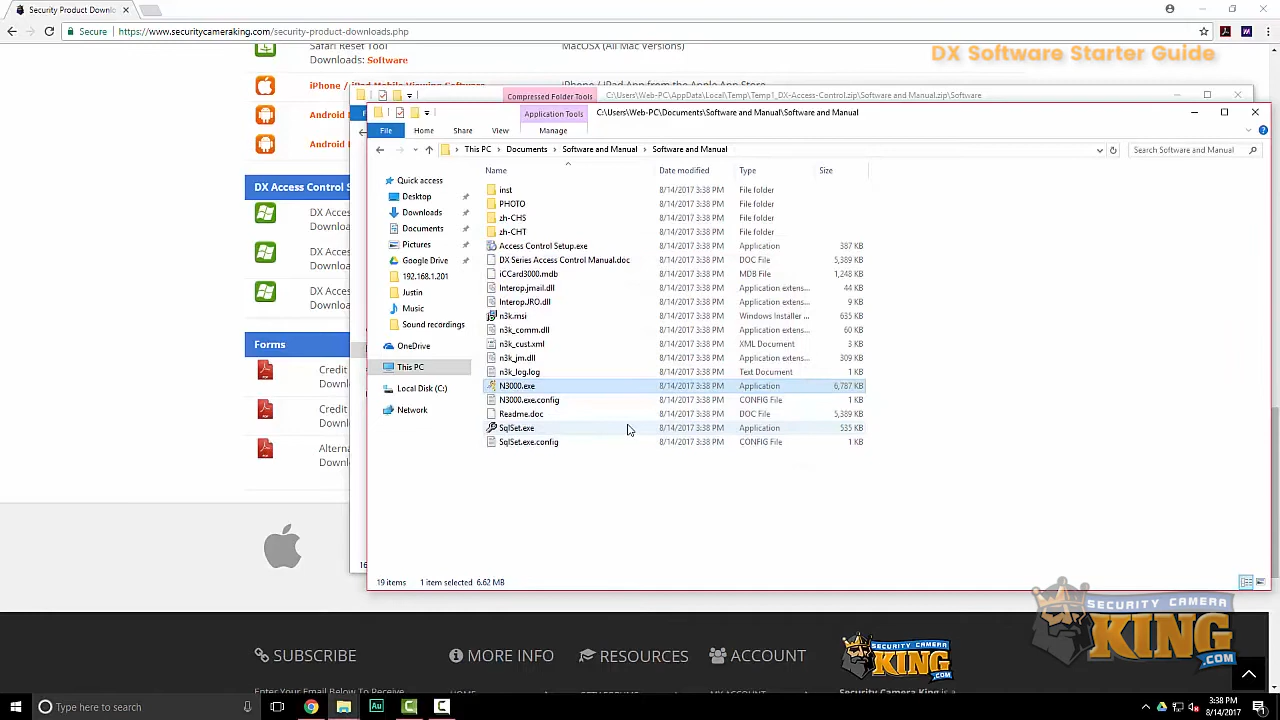 Security Product Downlo
Secure
https://www.securitycameraking.com/security-product-downloads.php
DX Software Starter Guide
Safari Reset Tool
MacOSX (All Mac Versions)
Downloads: Software
iPhone / iPad App from the Apple App Store
Compressed Folder Tools
C:\Users\Web-PC\AppData\Local\Temp\Temp1_DX-Access-Control.zip\Software and Manual.zip\Software
Application Tools
C:\Users\Web-PC\Documents\Software and Manual\Software and Manual
File
Home
Share
View
Manage
This PC
Documents
Software and Manual
Software and Manual
Search Software and Manual
Name
Date modified
Type
Size
Quick access
Desktop
Downloads
Documents
Pictures
Google Drive
192.168.1.201
Justin
Music
Sound recordings
OneDrive
This PC
Local Disk (C:)
Network
inst 8/14/2017 3:38 PM File folder
PHOTO 8/14/2017 3:38 PM File folder
zh-CHS 8/14/2017 3:38 PM File folder
zh-CHT 8/14/2017 3:38 PM File folder
Access Control Setup.exe 8/14/2017 3:38 PM Application 387 KB
DX Series Access Control Manual.doc 8/14/2017 3:38 PM DOC File 5,389 KB
iCCard3000.mdb 8/14/2017 3:38 PM MDB File 1,248 KB
Interop.jmail.dll 8/14/2017 3:38 PM Application extens... 44 KB
Interop.JRO.dll 8/14/2017 3:38 PM Application extens... 9 KB
n3k.msi 8/14/2017 3:38 PM Windows Installer ... 635 KB
n3k_comm.dll 8/14/2017 3:38 PM Application extens... 60 KB
n3k_cust.xml 8/14/2017 3:38 PM XML Document 3 KB
n3k_jm.dll 8/14/2017 3:38 PM Application extens... 309 KB
n3k_log.log 8/14/2017 3:38 PM Text Document 1 KB
N3000.exe 8/14/2017 3:38 PM Application 6,787 KB
N3000.exe.config 8/14/2017 3:38 PM CONFIG File 1 KB
Readme.doc 8/14/2017 3:38 PM DOC File 5,389 KB
SqlSet.exe 8/14/2017 3:38 PM Application 535 KB
SqlSet.exe.config 8/14/2017 3:38 PM CONFIG File 1 KB
19 items
1 item selected 6.62 MB
Android
Android
DX Access Control S
DX Acces
Downloa
DX Acces
Downloa
DX Acces
Downloa
Forms
Credit
Downloa
Credit
Downloa
Alterna
Downloa
SECURITY CAMERA
KING
.COM
SUBSCRIBE
MORE INFO
RESOURCES
ACCOUNT
SECURITY CAMERA
KING
.COM
Enter Your Email Below To Receive
HOME
MY ACCOUNT
Security Camera King is a
Type here to search
3:38 PM
8/14/2017